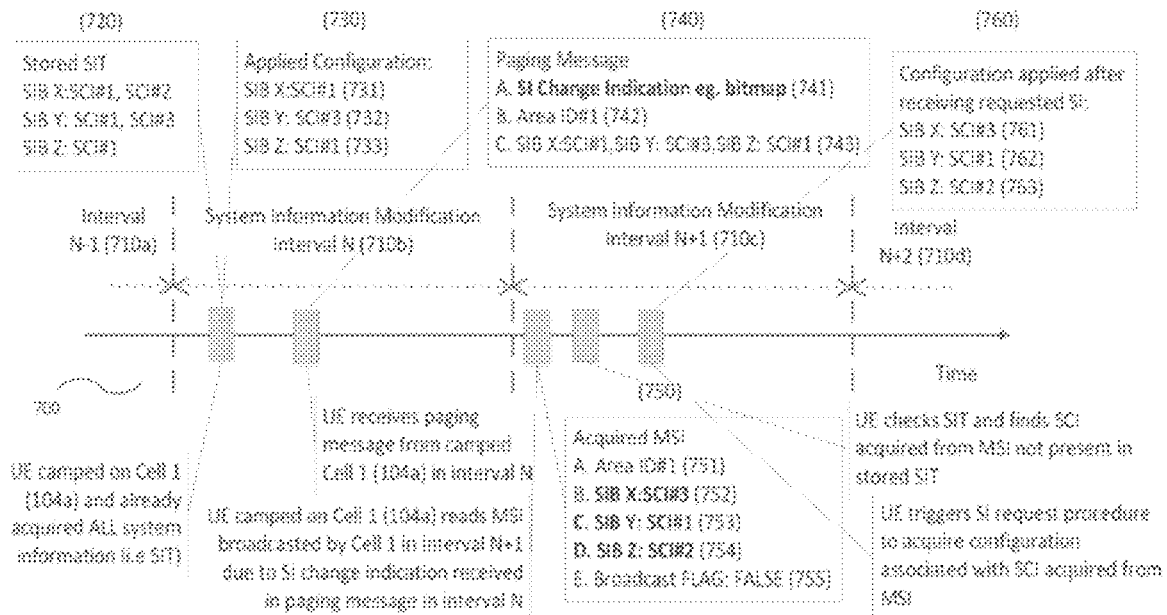 (720)
Stored SIT
SIB X:SCI#1, SCI#2
SIB Y: SCI#1, SCI#3
SIB Z: SCI#1
(730)
Applied Configuration:
SIB X:SCI#1 (731)
SIB Y: SCI#3 (732)
SIB Z: SCI#1 (733)
(740)
Paging Message
A. SI Change Indication eg. bitmap (741)
B. Area ID#1 (742)
C. SIB X:SCI#1,SIB Y: SCI#3,SIB Z: SCI#1 (743)
(760)
Configuration applied after
receiving requested SI:
SIB X: SCI#3 (761)
SIB Y: SCI#1 (762)
SIB Z: SCI#2 (763)
Interval
N-1 (710a)
System Information Modification
interval N (710b)
System Information Modification
interval N+1 (710c)
Interval
N+2 (710d)
Time
700
UE camped on Cell 1
(104a) and already
acquired ALL system
information (i.e SIT)
UE receives paging
message from camped
Cell 1 (104a) in interval N
UE camped on Cell 1 (104a) reads MSI
broadcasted by Cell 1 in interval N+1
due to SI change indication received
in paging message in interval N
(750)
Acquired MSI
A. Area ID#1 (751)
B. SIB X:SCI#3 (752)
C. SIB Y: SCI#1 (753)
D. SIB Z: SCI#2 (754)
E. Broadcast FLAG: FALSE (755)
UE checks SIT and finds SCI
acquired from MSI not present in
stored SIT
UE triggers SI request procedure
to acquire configuration
associated with SCI acquired from
MSI